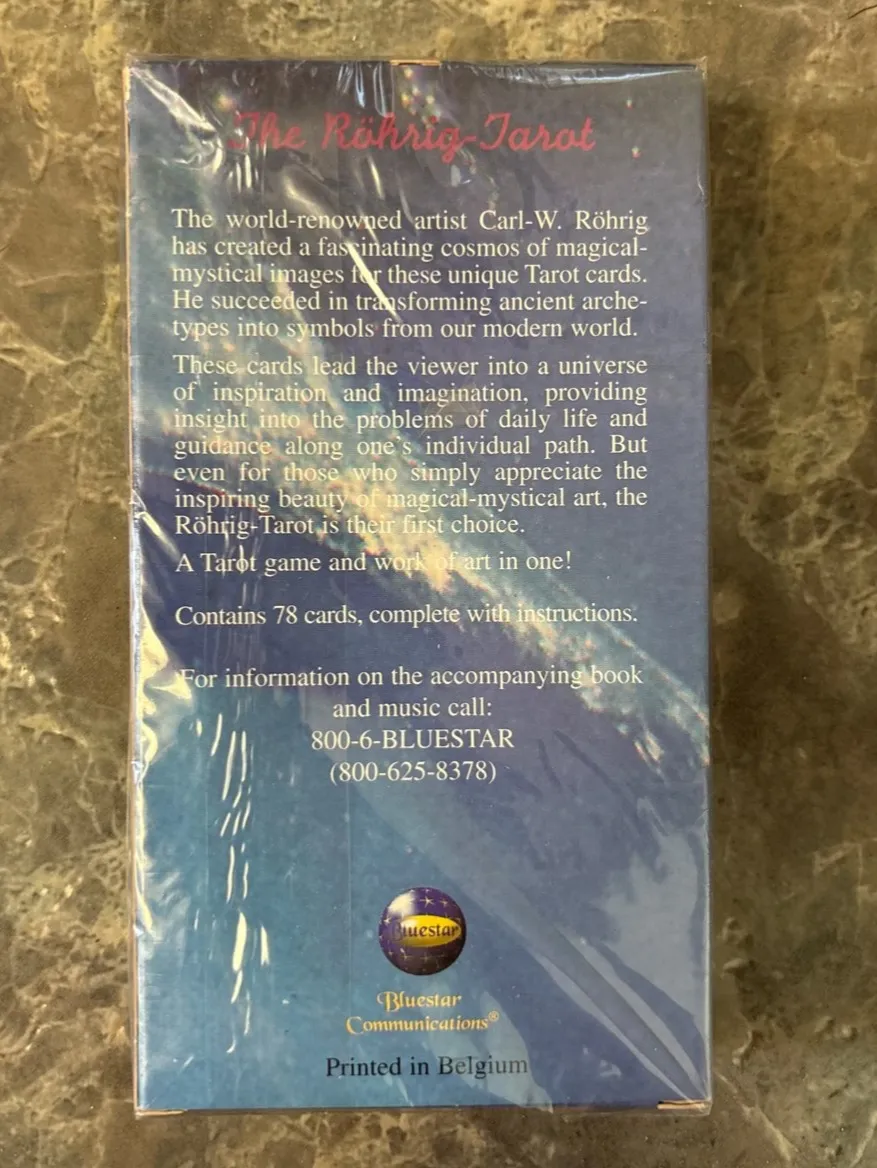 The Röhrig-Tarot
The world-renowned artist Carl-W. Röhrig
has created a fascinating cosmos of magical-
mystical images for these unique Tarot cards.
He succeeded in transforming ancient arche-
types into symbols from our modern world.
These cards lead the viewer into a universe
of inspiration and imagination, providing
insight into the problems of daily life and
guidance along one's individual path. But
even for those who simply appreciate the
inspiring beauty of magical-mystical art, the
Röhrig-Tarot is their first choice.
A Tarot game and work of art in one!
Contains 78 cards, complete with instructions.
For information on the accompanying book
and music call:
800-6-BLUESTAR
(800-625-8378)
Bluestar
Bluestar
Communications®
Printed in Belgium